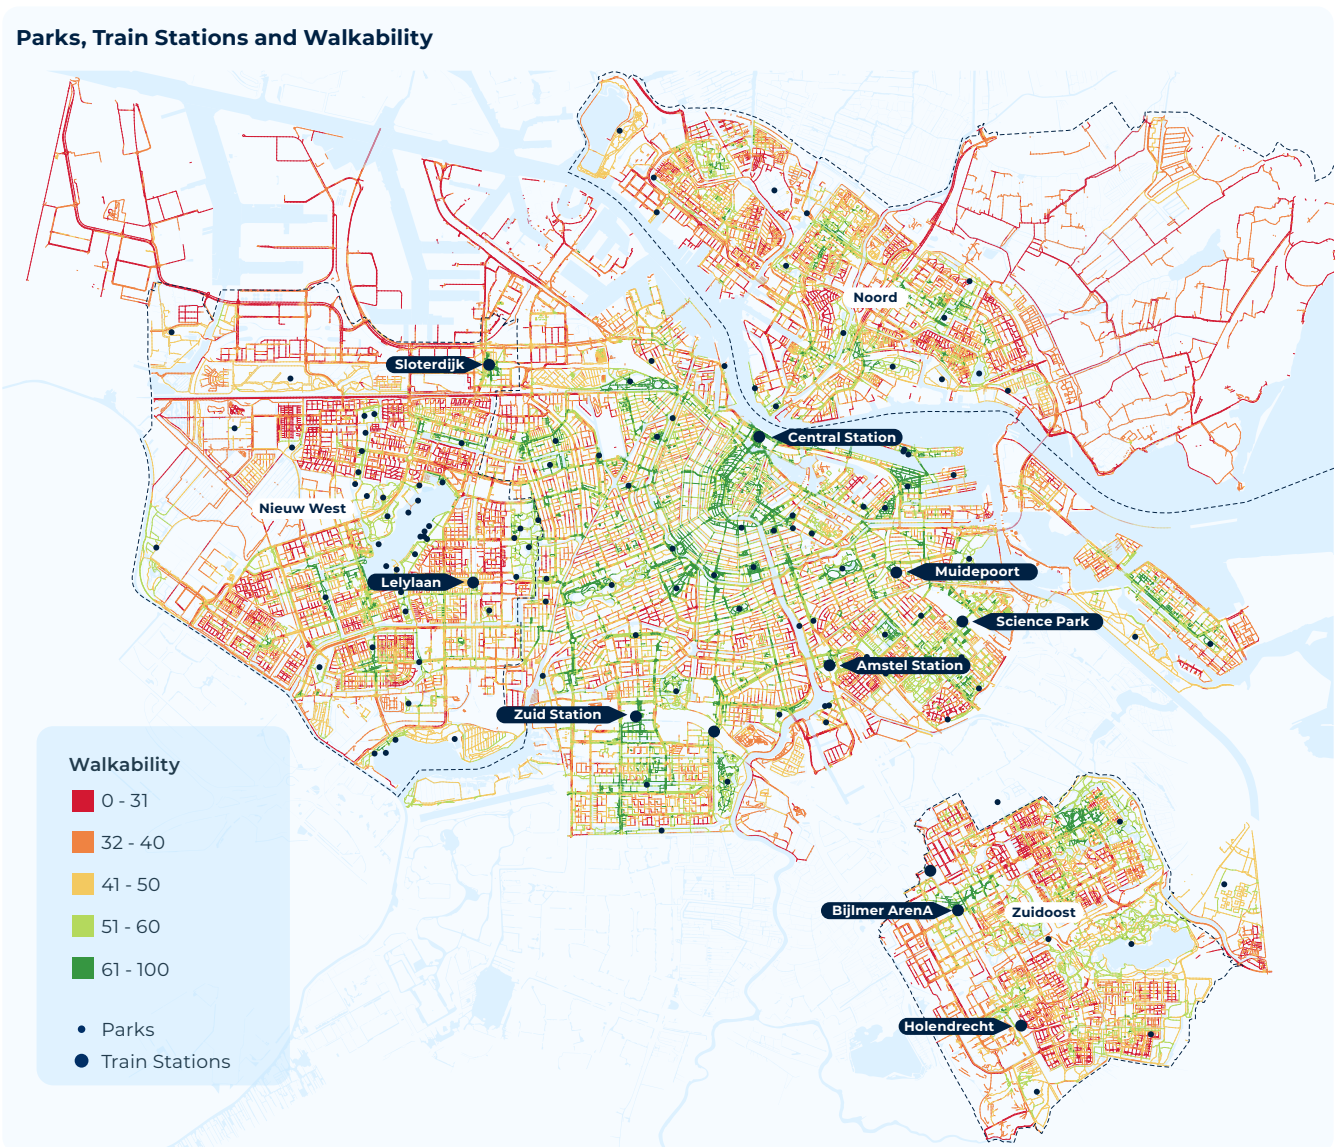 Parks, Train Stations and Walkability
Noord
Sloterdijk
Central Station
Nieuw West
Lelylaan
Muidepoort
Science Park
Amstel Station
Zuid Station
Walkability
0 - 31
32 - 40
41 - 50
51 - 60
61 - 100
Parks
Train Stations
Bijlmer ArenA
Zuidoost
Holendrecht